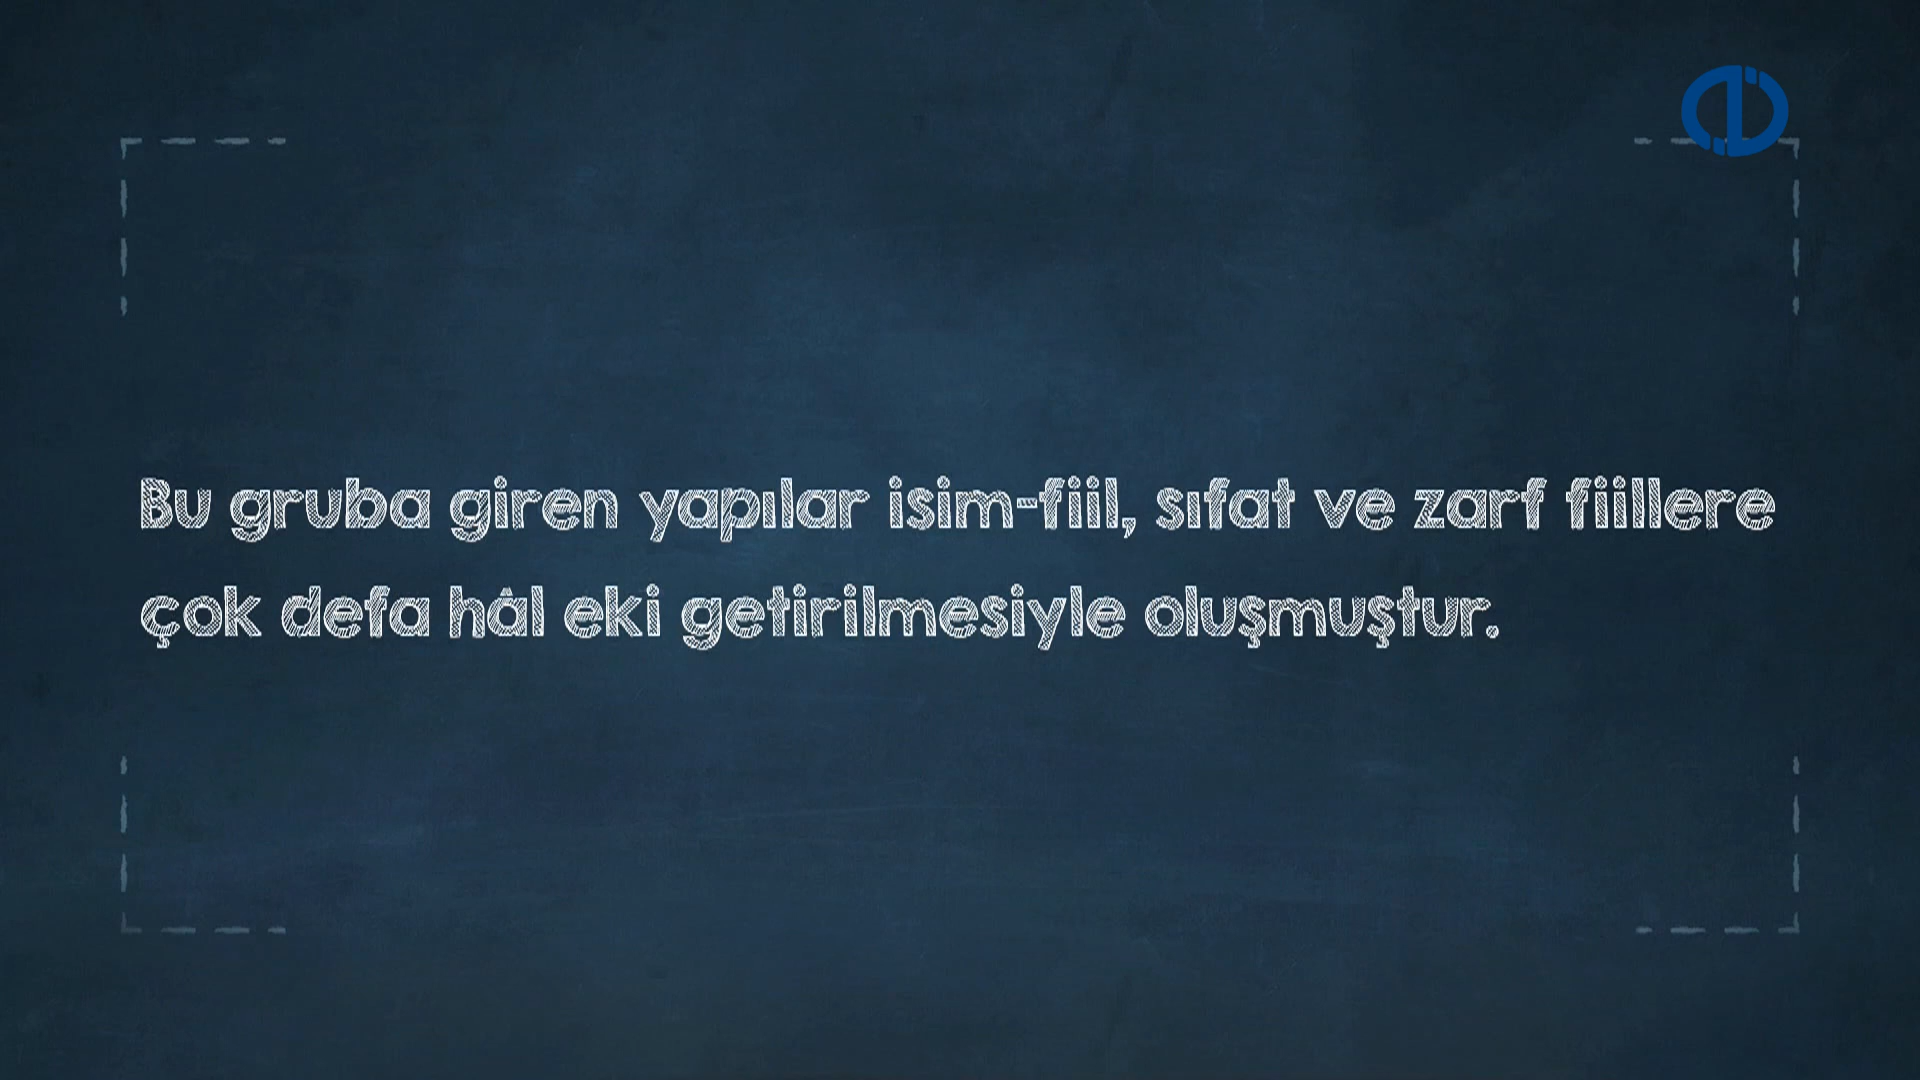 Bu gruba giren yapılar isim-fiil, sıfat ve zarf fiillere
çok defa hâl eki getirilmesiyle oluşmuştur.